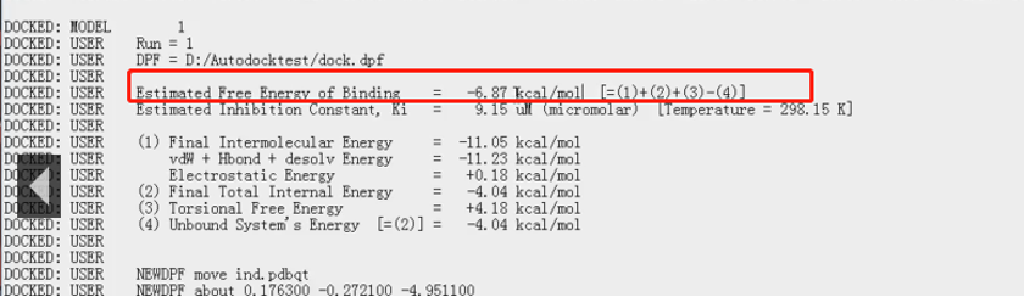 DOCKED: MODEL        1
DOCKED: USER    Run = 1
DOCKED: USER    DPF = D:/Autodocktest/dock.dpf
DOCKED: USER
DOCKED: USER    Estimated Free Energy of Binding    =  -6.87 kcal/mol  [=(1)+(2)+(3)-(4)]
DOCKED: USER    Estimated Inhibition Constant, Ki   =   9.15 uM (micromolar)  [Temperature = 298.15 K]
DOCKED: USER
DOCKED: USER    (1) Final Intermolecular Energy     = -11.05 kcal/mol
DOCKED: USER        vdW + Hbond + desolv Energy     = -11.23 kcal/mol
DOCKED: USER        Electrostatic Energy            =  +0.18 kcal/mol
DOCKED: USER    (2) Final Total Internal Energy     =  -4.04 kcal/mol
DOCKED: USER    (3) Torsional Free Energy           =  +4.18 kcal/mol
DOCKED: USER    (4) Unbound System's Energy  [=(2)] =  -4.04 kcal/mol
DOCKED: USER
DOCKED: USER
DOCKED: USER    NEWDPF move ind.pdbqt
DOCKED: USER    NEWDPF about 0.176300 -0.272100 -4.951100